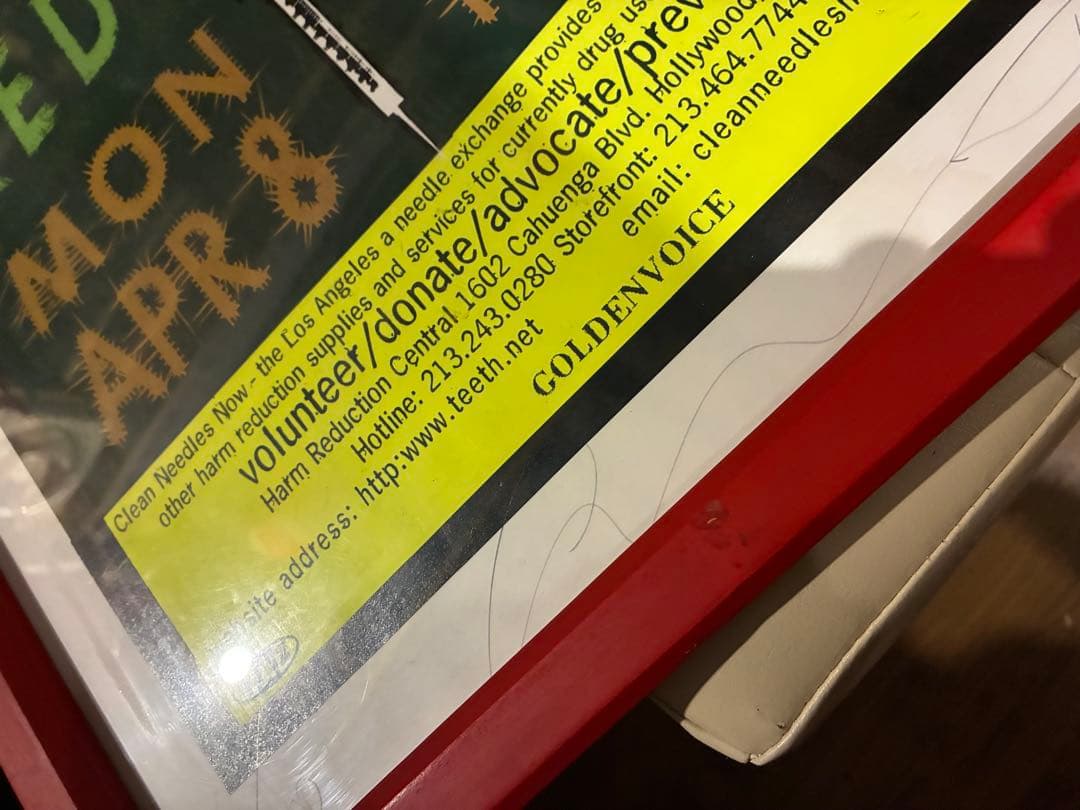 ED
MON
APR 8
Clean Needles Now - the Los Angeles a needle exchange provides
other harm reduction supplies and services for currently drug us
volunteer/donate/advocate/prev
Harm Reduction Central 1602 Cahuenga Blvd. Hollywood,
Hotline: 213.243.0280 Storefront: 213.464.7744
email: cleanneedlesn
site address: http:www.teeth.net
GOLDENVOICE